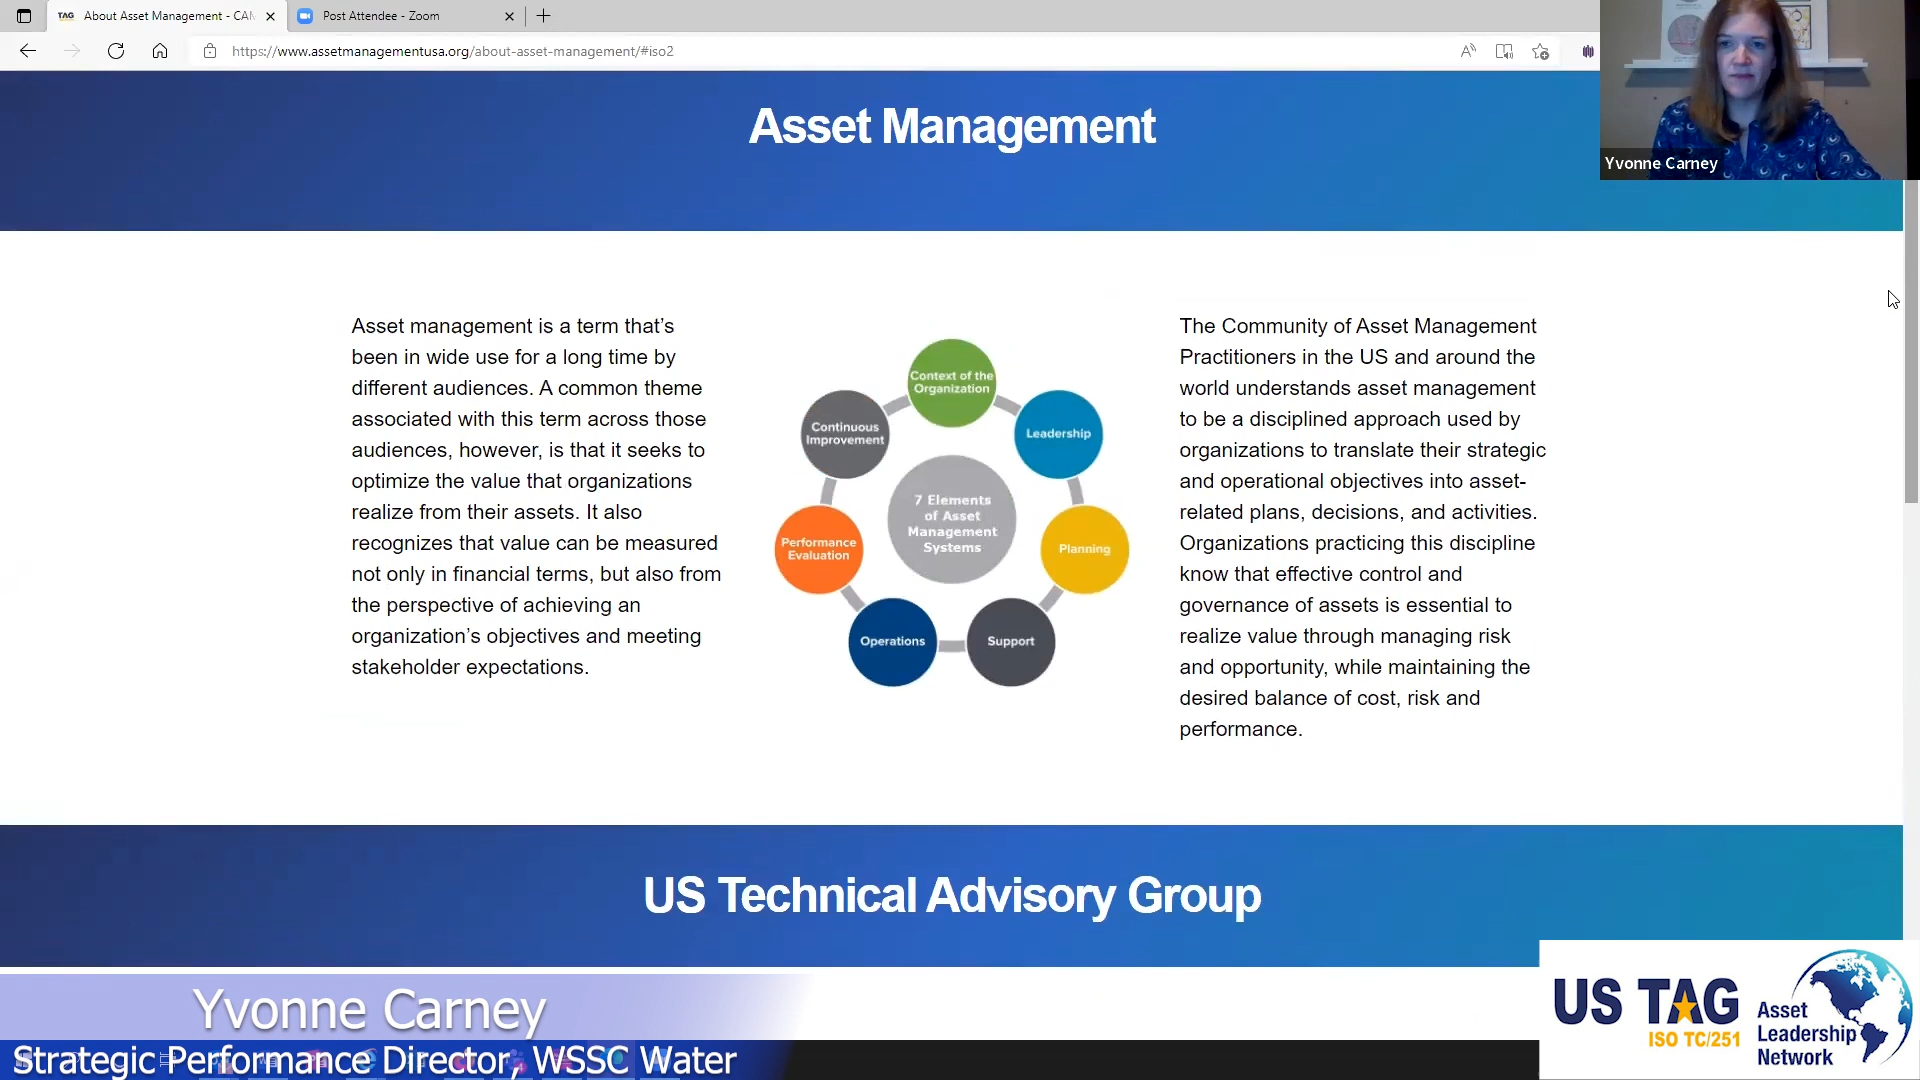 TAG About Asset Management - CAM
Post Attendee - Zoom
https://www.assetmanagementusa.org/about-asset-management/#iso2
Asset Management
Yvonne Carney
Asset management is a term that’s
been in wide use for a long time by
different audiences. A common theme
associated with this term across those
audiences, however, is that it seeks to
optimize the value that organizations
realize from their assets. It also
recognizes that value can be measured
not only in financial terms, but also from
the perspective of achieving an
organization’s objectives and meeting
stakeholder expectations.
Context of the
Organization
Leadership
Planning
Support
Operations
Performance
Evaluation
Continuous
Improvement
7 Elements
of Asset
Management
Systems
The Community of Asset Management
Practitioners in the US and around the
world understands asset management
to be a disciplined approach used by
organizations to translate their strategic
and operational objectives into asset-
related plans, decisions, and activities.
Organizations practicing this discipline
know that effective control and
governance of assets is essential to
realize value through managing risk
and opportunity, while maintaining the
desired balance of cost, risk and
performance.
US Technical Advisory Group
Yvonne Carney
Strategic Performance Director, WSSC Water
US TAG
ISO TC/251
Asset
Leadership
Network